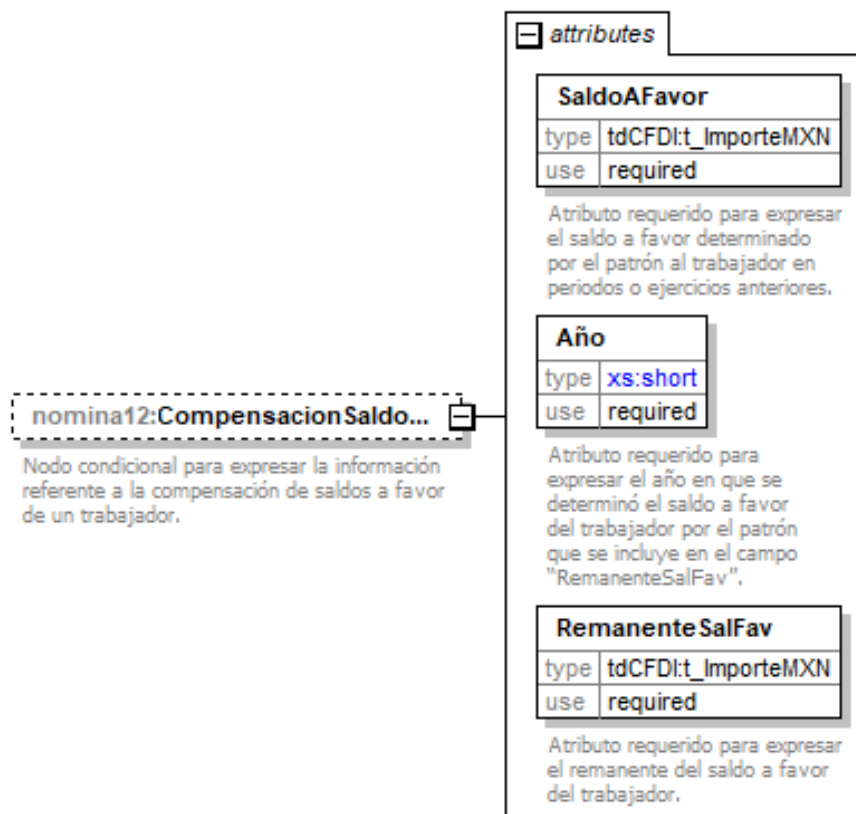 attributes
SaldoAFavor
type tdCFDI:t_ImporteMXN
use required
Atributo requerido para expresar
el saldo a favor determinado
por el patrón al trabajador en
periodos o ejercicios anteriores.
Año
type xs:short
use required
Atributo requerido para
expresar el año en que se
determinó el saldo a favor
del trabajador por el patrón
que se incluye en el campo
“RemanenteSalFav”.
nomina12:CompensacionSaldo...
Nodo condicional para expresar la información
referente a la compensación de saldos a favor
de un trabajador.
RemanenteSalFav
type tdCFDI:t_ImporteMXN
use required
Atributo requerido para expresar
el remanente del saldo a favor
del trabajador.